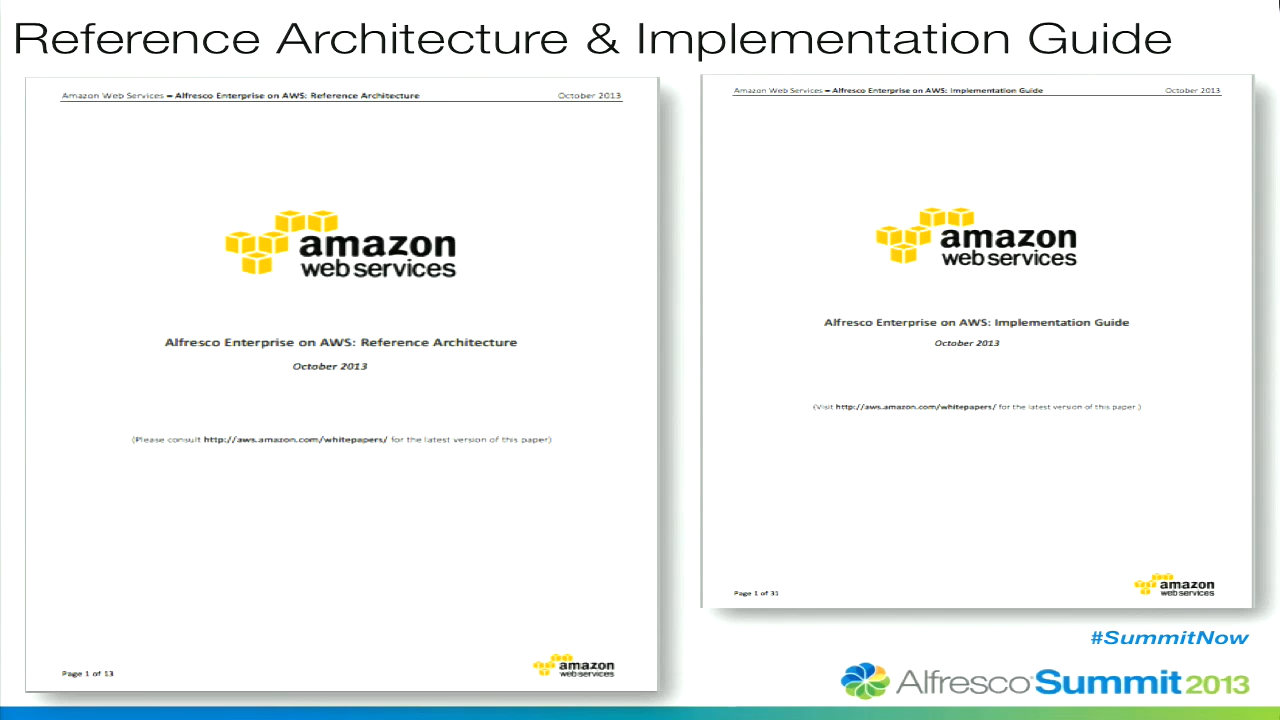 Reference Architecture & Implementation Guide
Amazon Web Services – Alfresco Enterprise on AWS: Reference Architecture October 2013
amazon
web services
Alfresco Enterprise on AWS: Reference Architecture
October 2013
(Please consult http://aws.amazon.com/whitepapers/ for the latest version of this paper)
Page 1 of 13
amazon
web services
Amazon Web Services – Alfresco Enterprise on AWS: Implementation Guide October 2013
amazon
web services
Alfresco Enterprise on AWS: Implementation Guide
October 2013
(Visit http://aws.amazon.com/whitepapers/ for the latest version of this paper.)
Page 1 of 31
amazon
web services
#SummitNow
Alfresco Summit 2013